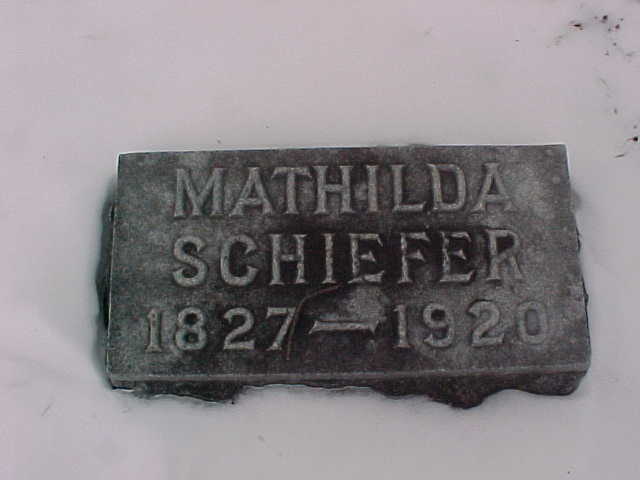 MATHILDA
SCHIEFER
1827 — 1920